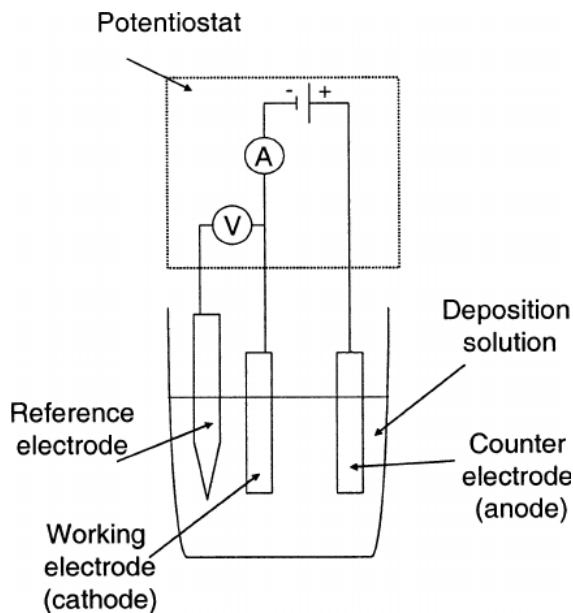 Potentiostat
- +
A
V
Deposition
solution
Reference
electrode
Counter
electrode
(anode)
Working
electrode
(cathode)